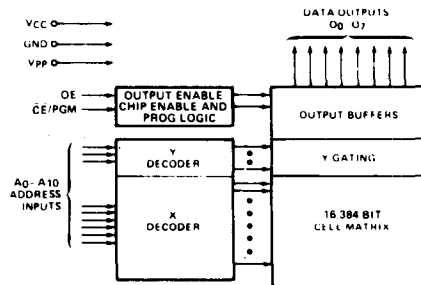 VCC
GND
VPP
DATA OUTPUTS
O0 O7
OE
CE/PGM
OUTPUT ENABLE
CHIP ENABLE AND
PROG LOGIC
OUTPUT BUFFERS
A0–A10
ADDRESS
INPUTS
Y
DECODER
Y GATING
X
DECODER
16,384 BIT
CELL MATRIX